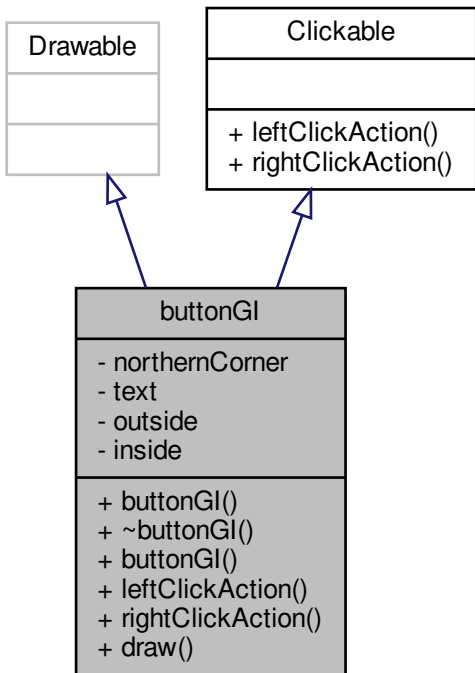 Drawable
Clickable
+ leftClickAction()
+ rightClickAction()
buttonGI
- northernCorner
- text
- outside
- inside
+ buttonGI()
+ ~buttonGI()
+ buttonGI()
+ leftClickAction()
+ rightClickAction()
+ draw()